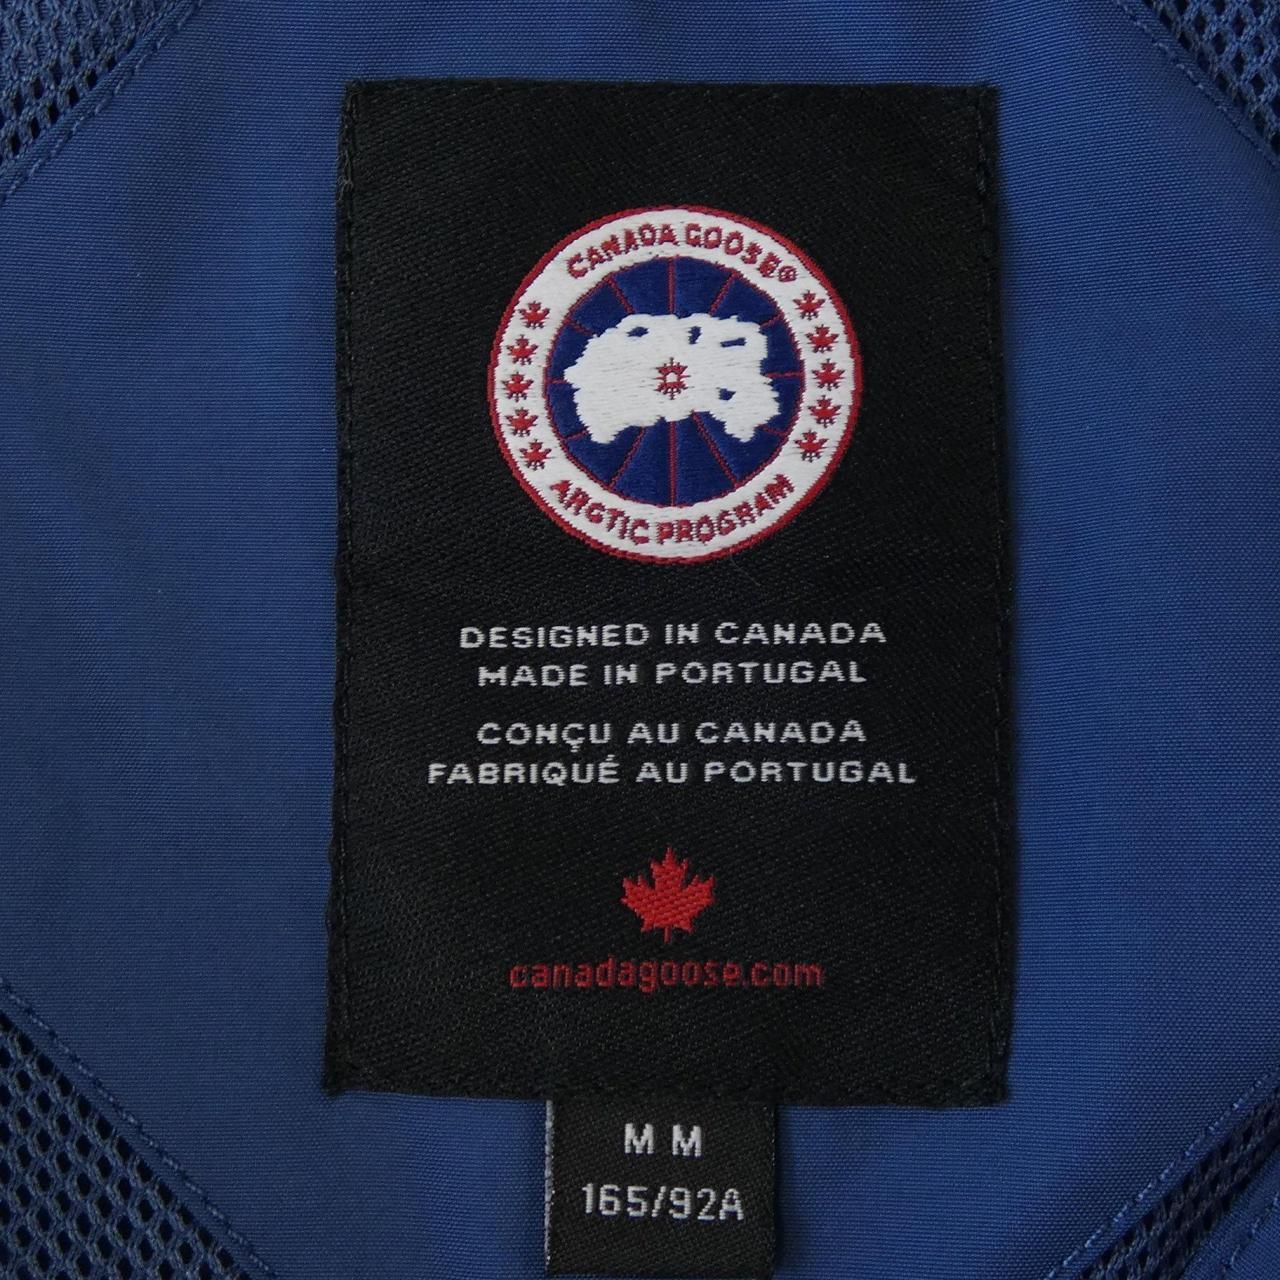 CANADA GOOSE®
ARCTIC PROGRAM
DESIGNED IN CANADA
MADE IN PORTUGAL
CONÇU AU CANADA
FABRIQUÉ AU PORTUGAL
canadagoose.com
M M
165/92A